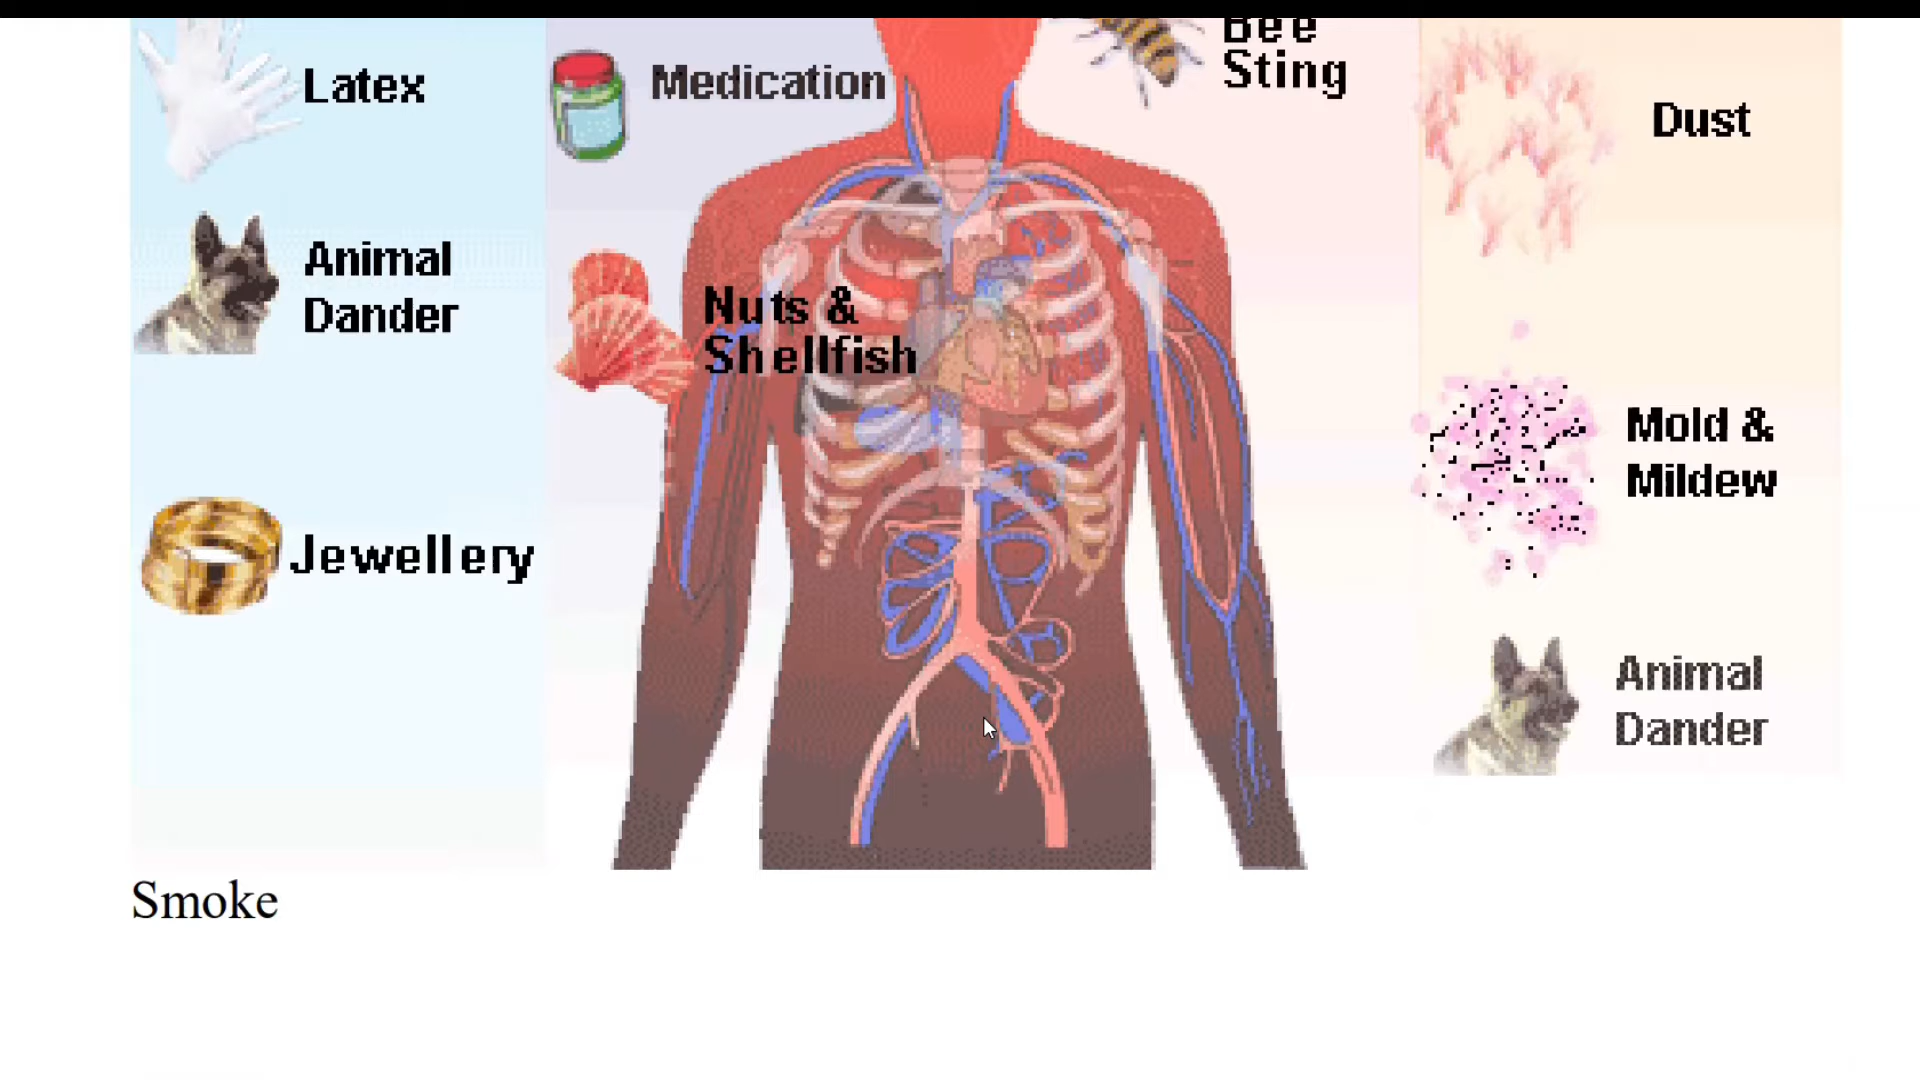 Latex
Animal
Dander
Jewellery
Medication
Nuts &
Shellfish
Bee
Sting
Dust
Mold &
Mildew
Animal
Dander
Smoke